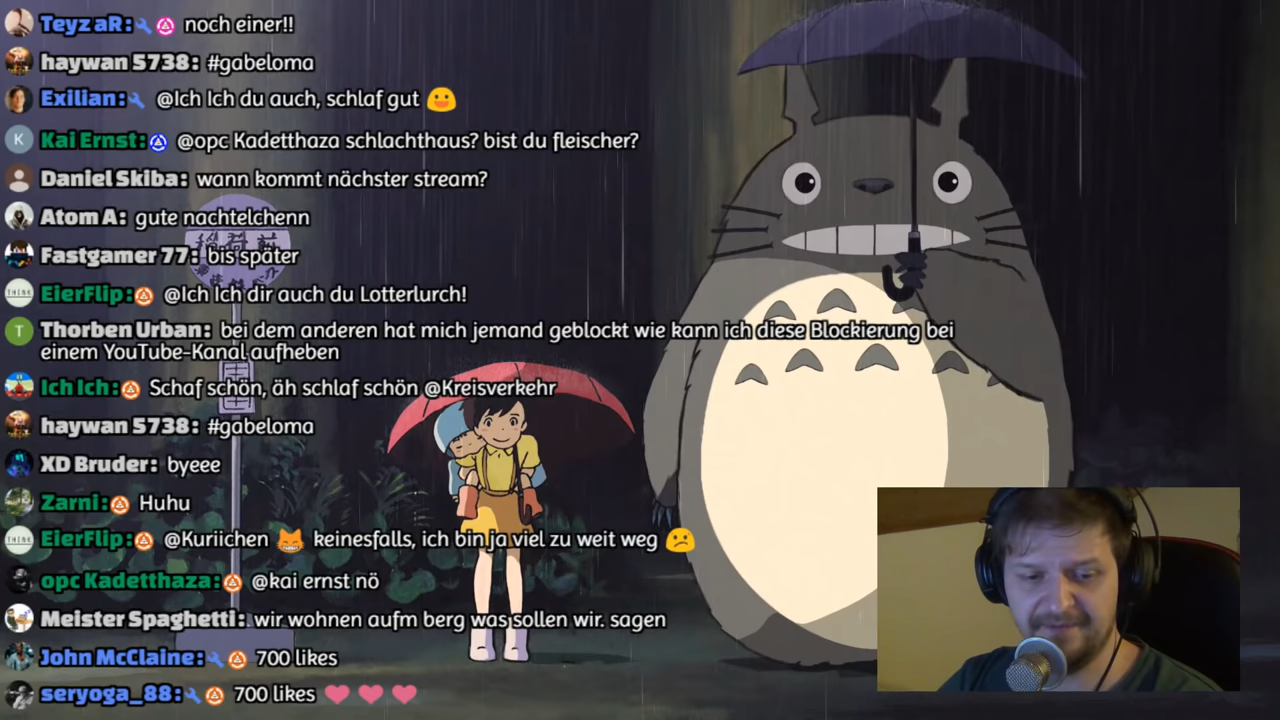 TeyzaR: noch einer!!
haywan 5738: #gabeloma
Exilian: @Ich Ich du auch, schlaf gut 😃
K Kai Ernst: @opc Kadetthaza schlachthaus? bist du fleischer?
Daniel Skiba: wann kommt nächster stream?
Atom A: gute nachtelchenn
Fastgamer 77: bis später
THINK EierFlip: @Ich Ich dir auch du Lotterlurch!
T Thorben Urban: bei dem anderen hat mich jemand geblockt wie kann ich diese Blockierung bei
einem YouTube-Kanal aufheben
Ich Ich: Schaf schön, äh schlaf schön @Kreisverkehr
haywan 5738: #gabeloma
XD Bruder: byeee
Zarni: Huhu
THINK EierFlip: @Kuriichen 😸 keinesfalls, ich bin ja viel zu weit weg 😕
opc Kadetthaza: @kai ernst nö
Meister Spaghetti: wir wohnen aufm berg was sollen wir. sagen
John McClaine: 700 likes
seryoga_88: 700 likes ❤️ ❤️ ❤️